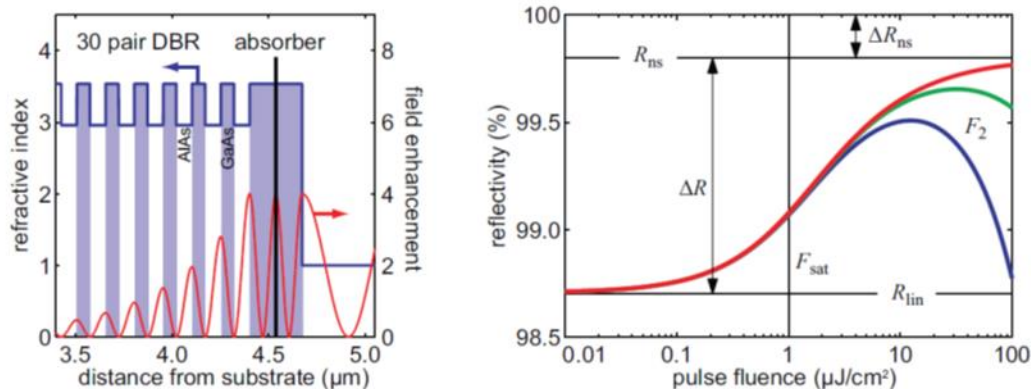 30 pair DBR
absorber
AlAs
GaAs
refractive index
field enhancement
4
3
2
1
0
8
6
4
2
0
3.5
4.0
4.5
5.0
distance from substrate (μm)
reflectivity (%)
100
99.5
99.0
98.5
R_ns
ΔR_ns
ΔR
F_2
F_sat
R_lin
0.01
0.1
1
10
100
pulse fluence (μJ/cm²)